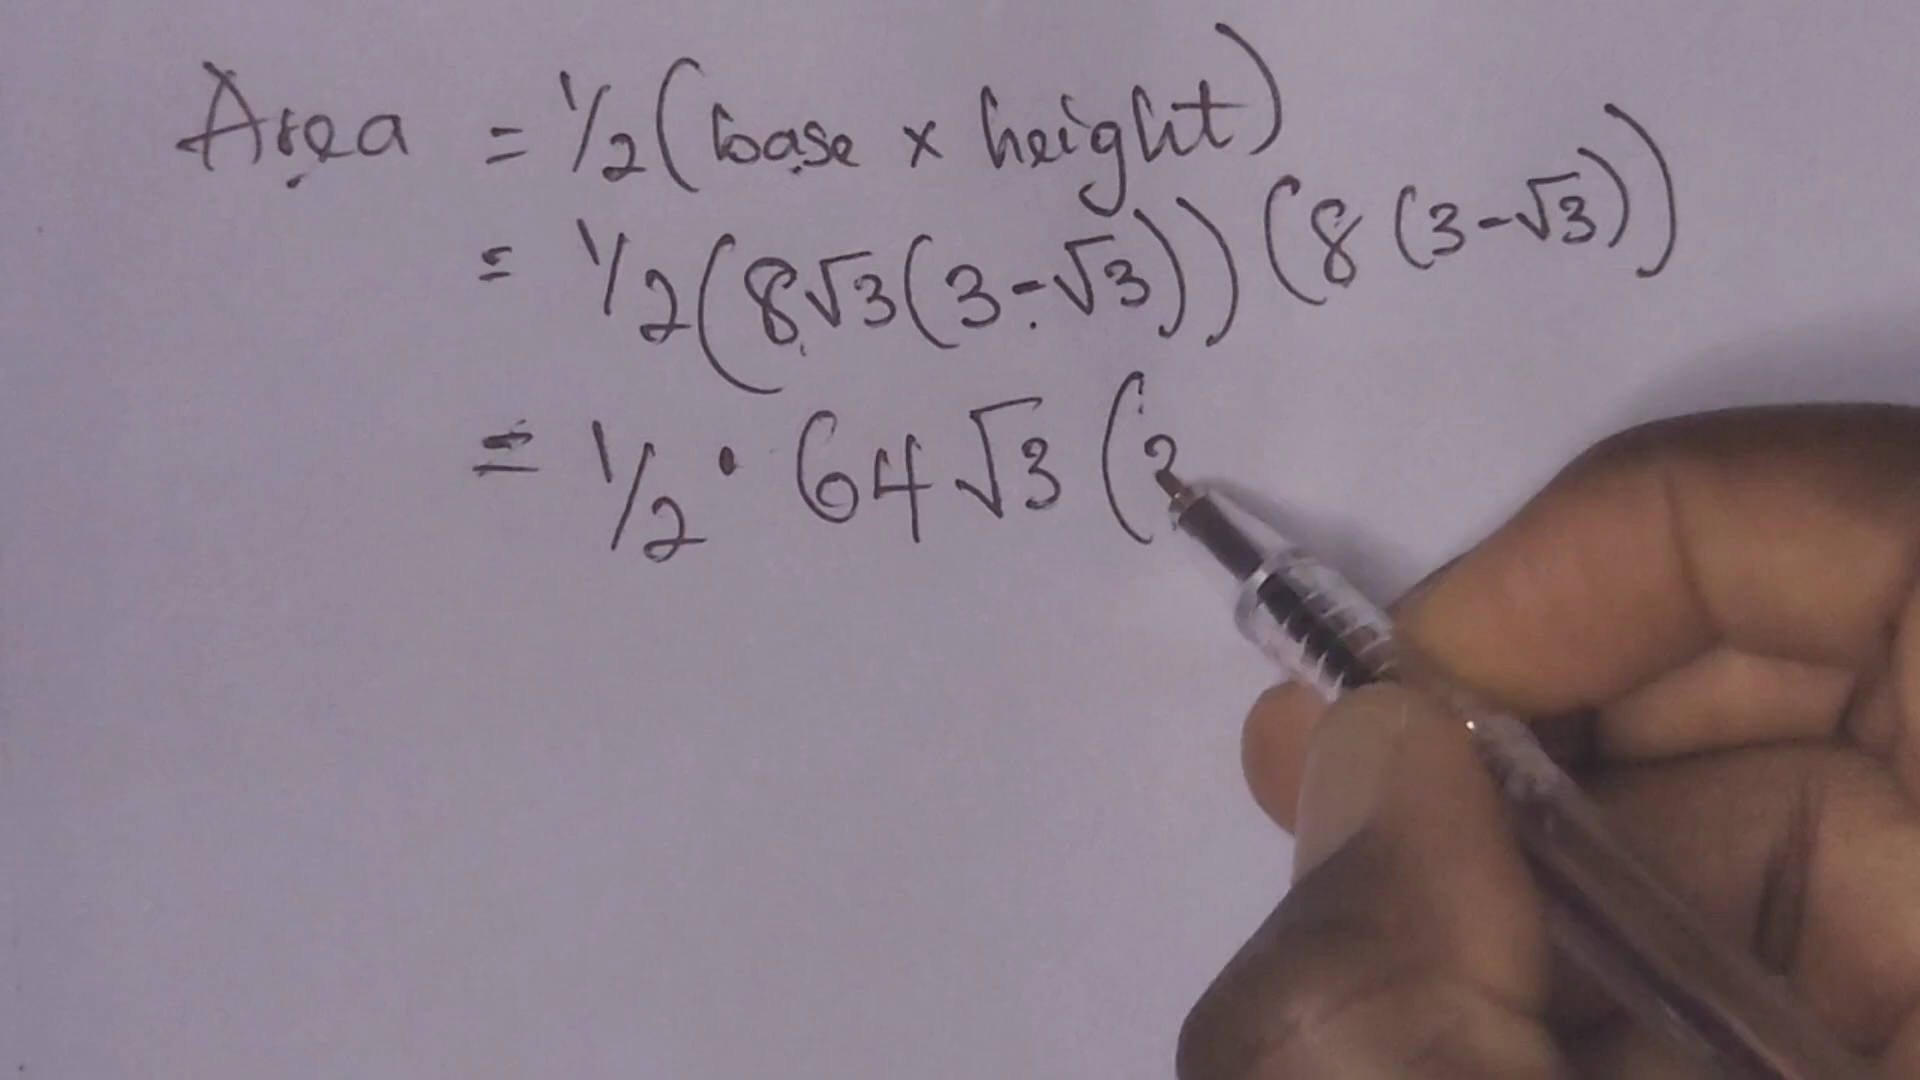 Area = 1/2 (base × height)
= 1/2 (8√3(3-√3)) (8(3-√3))
= 1/2 · 64√3 (